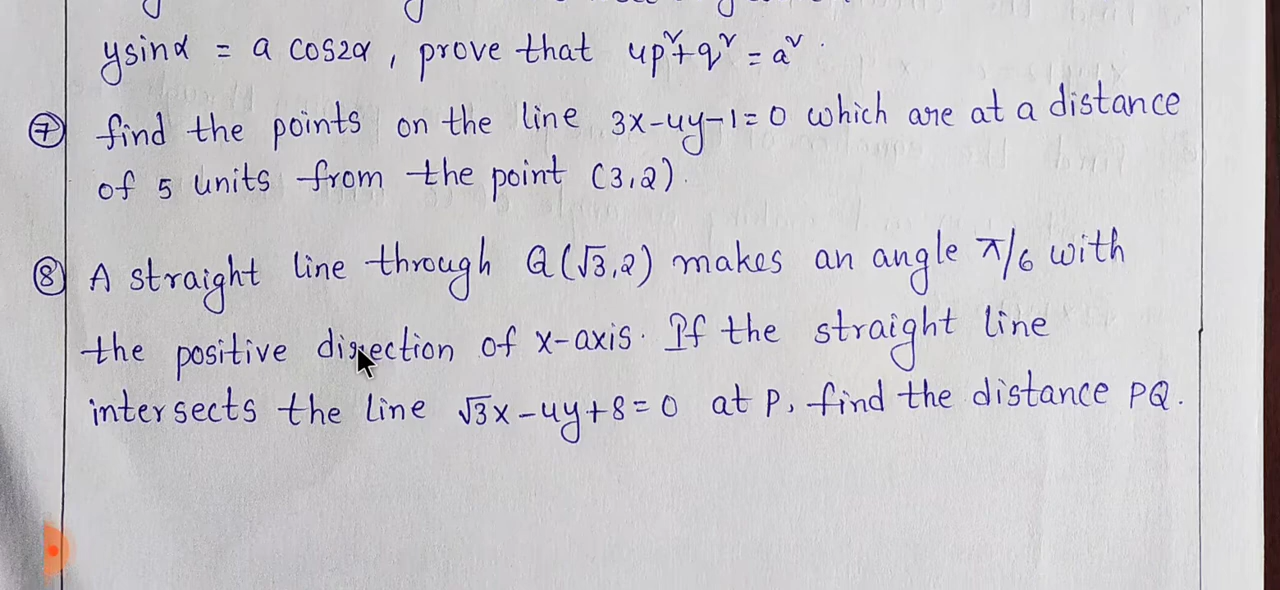 ysinα = a cos2α, prove that 4p²+q² = a².
⑦ find the points on the line 3x-4y-1=0 which are at a distance
of 5 units from the point (3,2).
⑧ A straight line through Q(√3,2) makes an angle π/6 with
the positive direction of x-axis. If the straight line
intersects the line √3x-4y+8=0 at P, find the distance PQ.